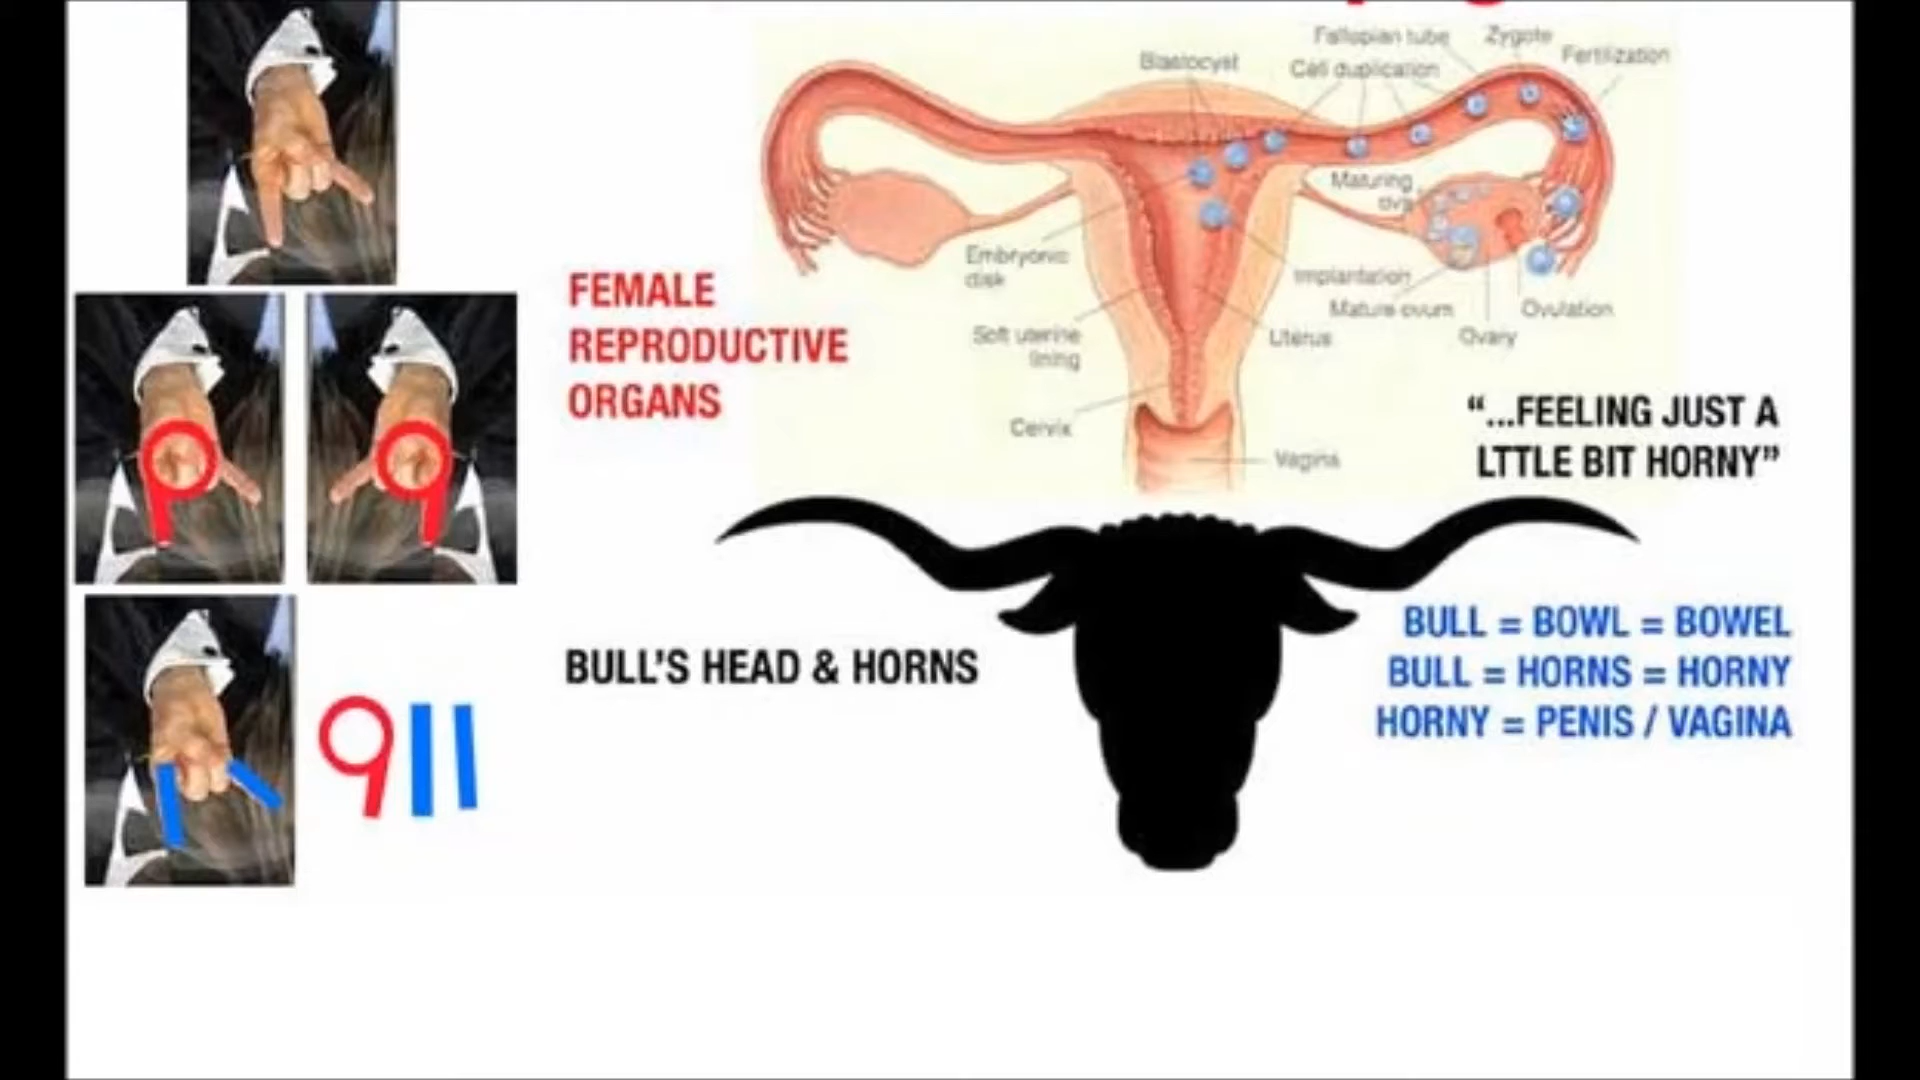 Fallopian tube
Zygote
Blastocyst
Cell duplication
Fertilization
Maturing
ova
Embryonic
disk
Implantation
Mature ovum
Ovulation
Soft uterine
lining
Uterus
Ovary
Cervix
Vagina
FEMALE
REPRODUCTIVE
ORGANS
“...FEELING JUST A
LTTLE BIT HORNY”
BULL = BOWL = BOWEL
BULL = HORNS = HORNY
HORNY = PENIS / VAGINA
BULL’S HEAD & HORNS
911